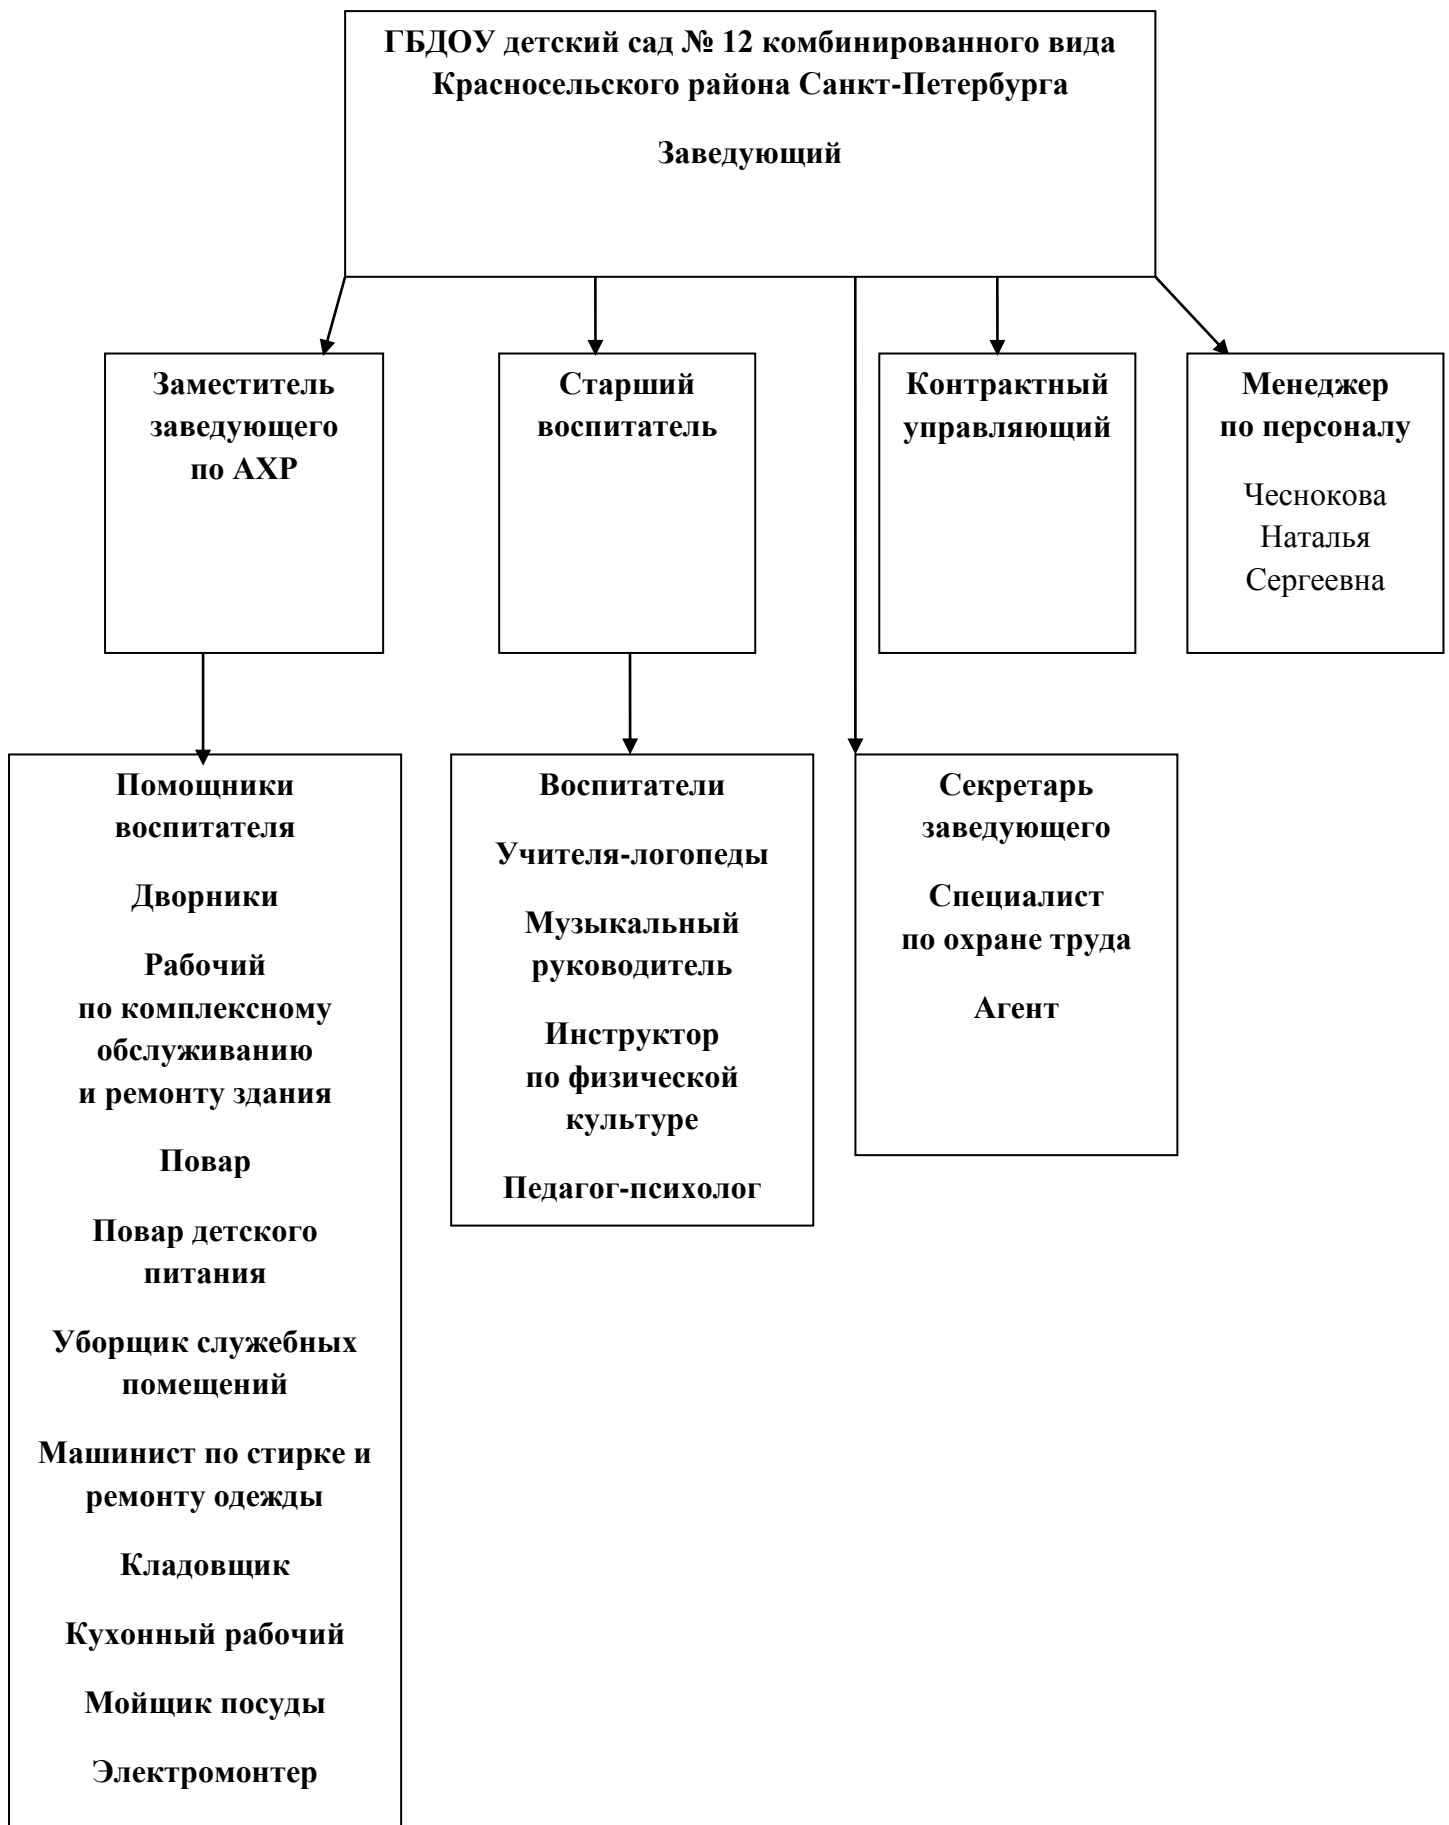 ГБДОУ детский сад № 12 комбинированного вида
Красносельского района Санкт-Петербурга
Заведующий
Заместитель
заведующего
по АХР
Старший
воспитатель
Контрактный
управляющий
Менеджер
по персоналу
Чеснокова
Наталья
Сергеевна
Помощники
воспитателя
Дворники
Рабочий
по комплексному
обслуживанию
и ремонту здания
Повар
Повар детского
питания
Уборщик служебных
помещений
Машинист по стирке и
ремонту одежды
Кладовщик
Кухонный рабочий
Мойщик посуды
Электромонтер
Воспитатели
Учителя-логопеды
Музыкальный
руководитель
Инструктор
по физической
культуре
Педагог-психолог
Секретарь
заведующего
Специалист
по охране труда
Агент